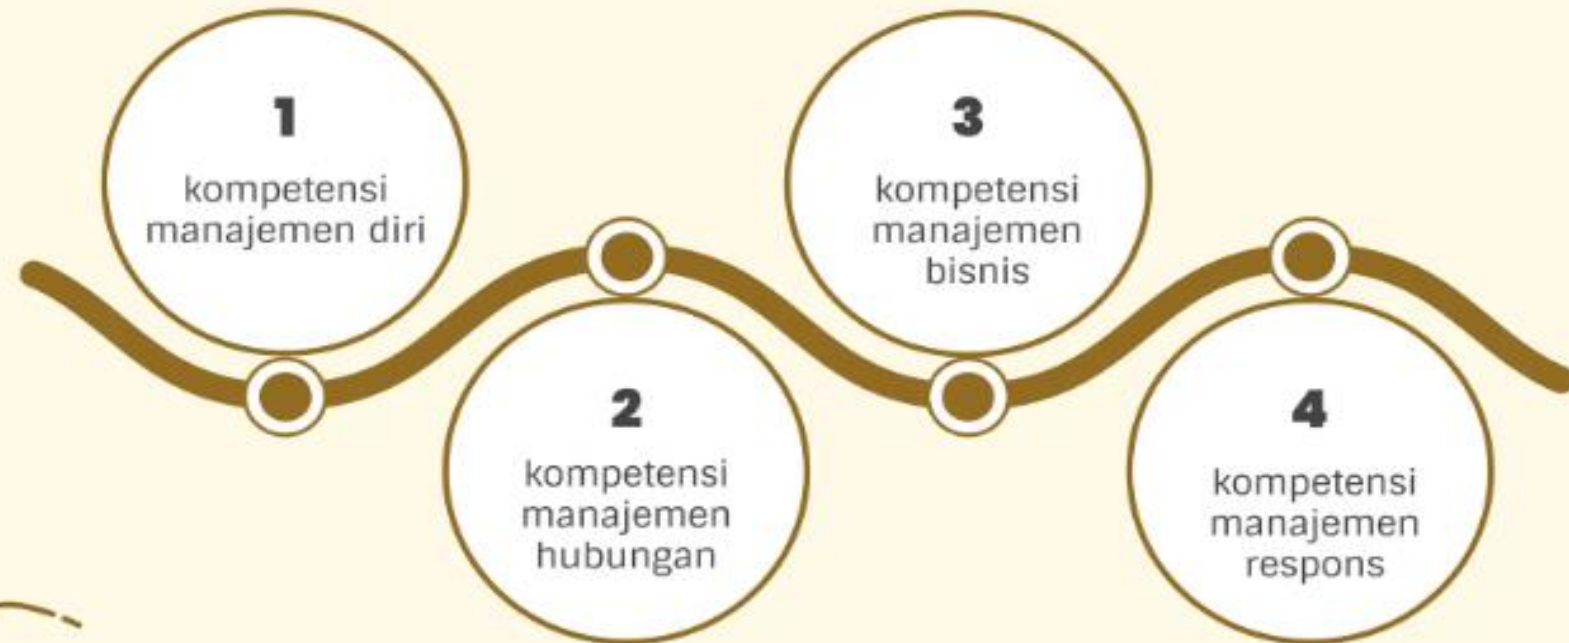 1
kompetensi
manajemen diri
2
kompetensi
manajemen
hubungan
3
kompetensi
manajemen
bisnis
4
kompetensi
manajemen
respons